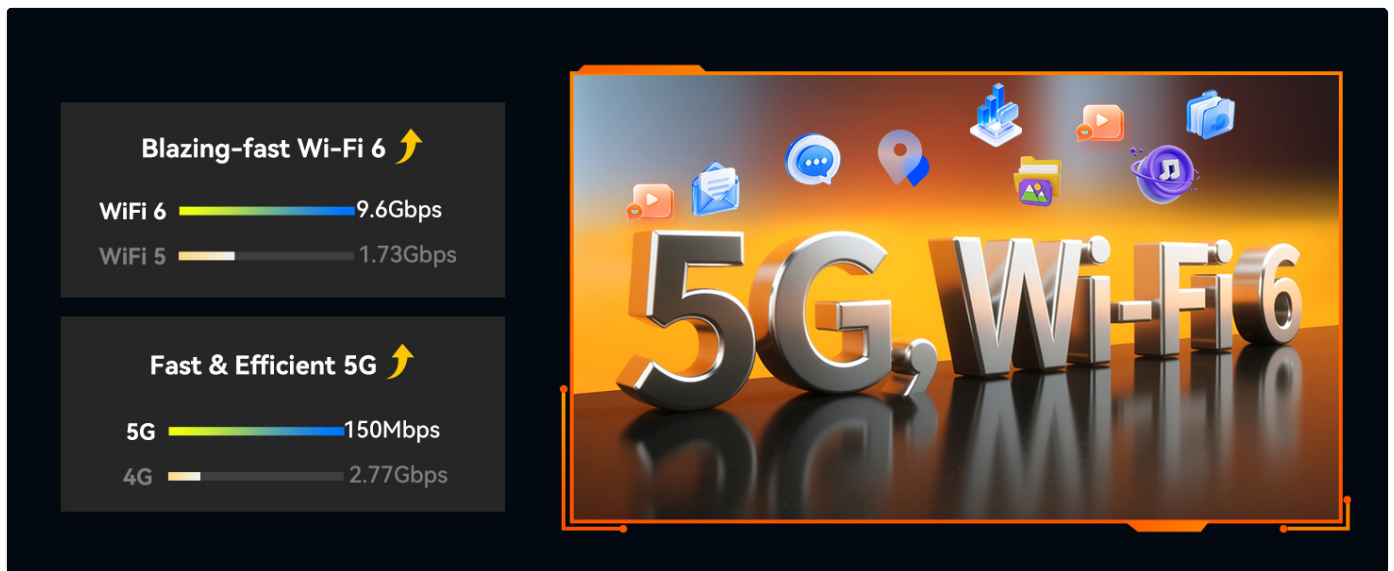 Blazing-fast Wi-Fi 6
WiFi 6 9.6Gbps
WiFi 5 1.73Gbps
Fast & Efficient 5G
5G 150Mbps
4G 2.77Gbps
5G, Wi-Fi 6